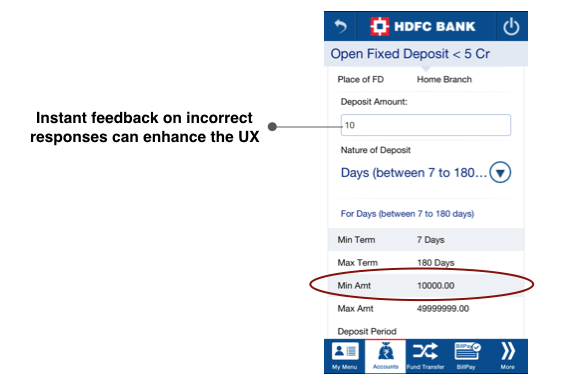 HDFC BANK
Open Fixed Deposit < 5 Cr
Place of FD Home Branch
Deposit Amount:
Instant feedback on incorrect
responses can enhance the UX
10
Nature of Deposit
Days (between 7 to 180...
For Days (between 7 to 180 days)
Min Term 7 Days
Max Term 180 Days
Min Amt 10000.00
Max Amt 49999999.00
Deposit Period
BillPay
My Menu Accounts Fund Transfer BillPay More